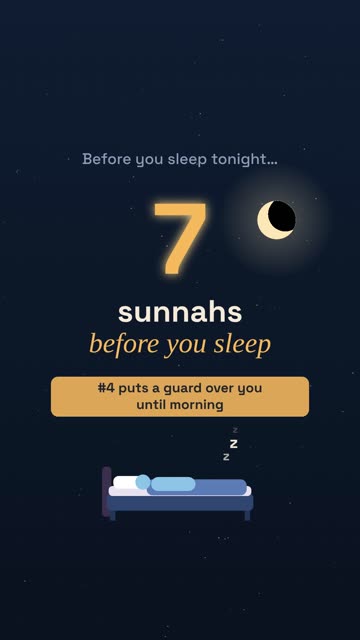 Before you sleep tonight...
7
sunnahs
before you sleep
#4 puts a guard over you
until morning
z
z
z